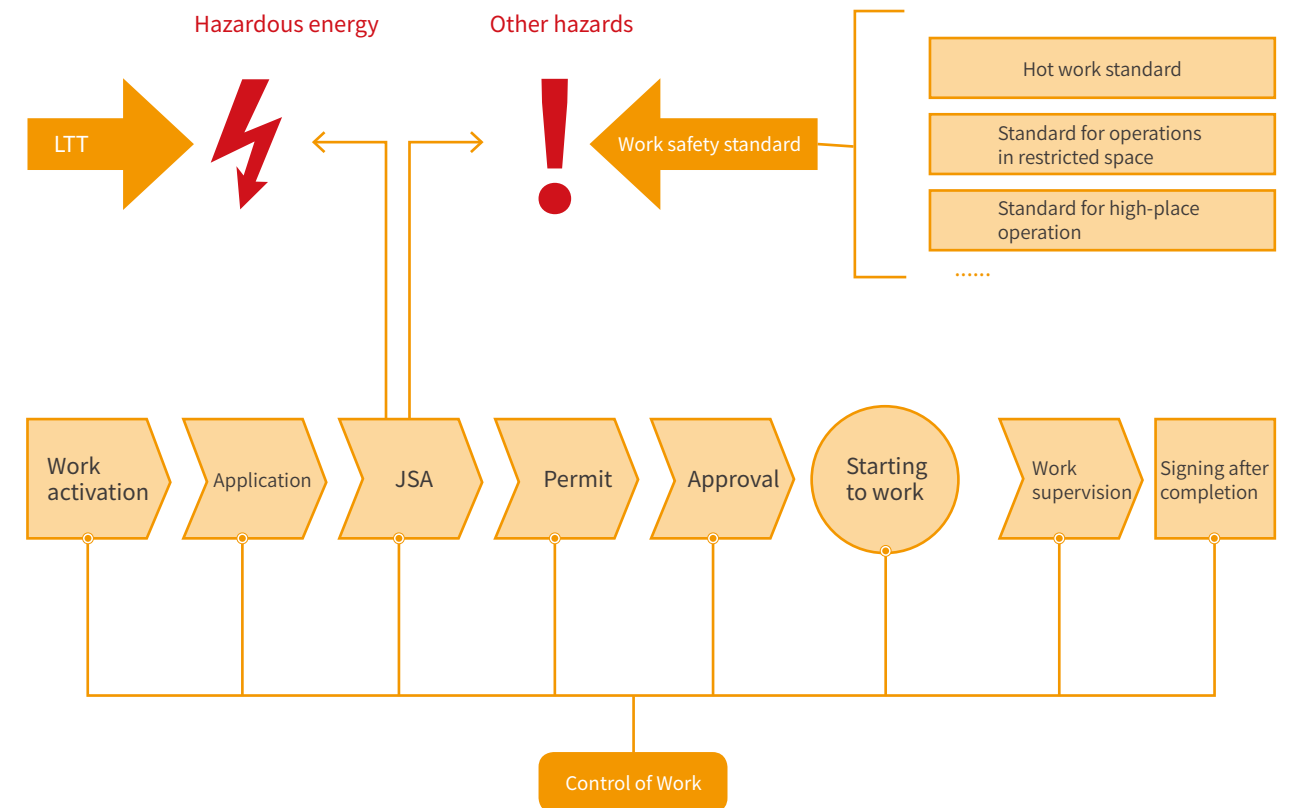 Hazardous energy
Other hazards
LTT
Work safety standard
Hot work standard
Standard for operations
in restricted space
Standard for high-place
operation
......
Work
activation
Application
JSA
Permit
Approval
Starting
to work
Work
supervision
Signing after
completion
Control of Work